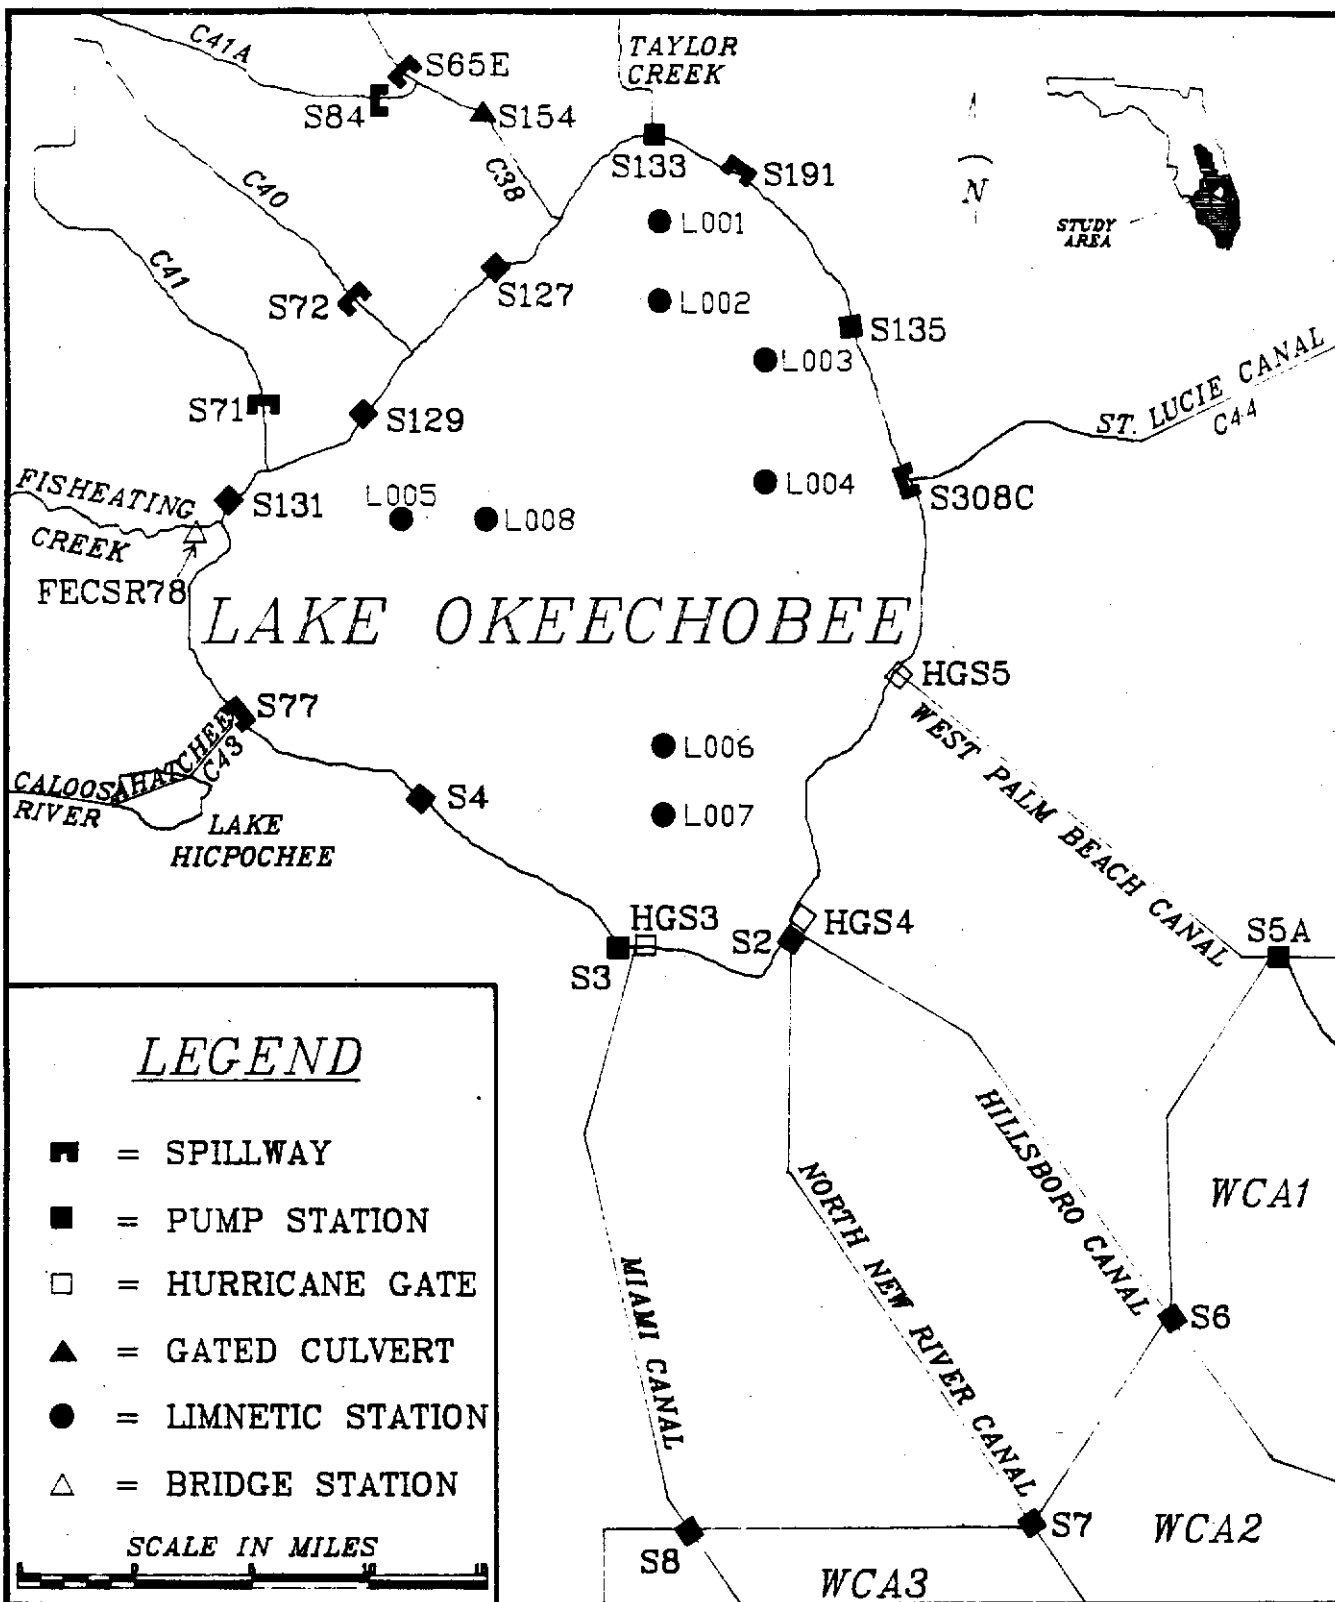 C41A
S65E
S84
S154
TAYLOR
CREEK
S133
S191
N
STUDY
AREA
C38
C40
C41
L001
L002
S127
S72
S135
L003
ST. LUCIE CANAL
C44
S71
S129
L004
S308C
FISHEATING
CREEK
S131
L005
L008
FECSR78
LAKE OKEECHOBEE
HGS5
S77
WEST PALM BEACH CANAL
L006
CALOOSAHATCHEE
RIVER
C43
S4
L007
LAKE
HICPOCHEE
HGS3
S2
HGS4
S3
S5A
LEGEND
= SPILLWAY
= PUMP STATION
= HURRICANE GATE
= GATED CULVERT
= LIMNETIC STATION
= BRIDGE STATION
SCALE IN MILES
HILLSBORO CANAL
WCA1
NORTH NEW RIVER CANAL
MIAMI CANAL
S6
S7
WCA2
S8
WCA3